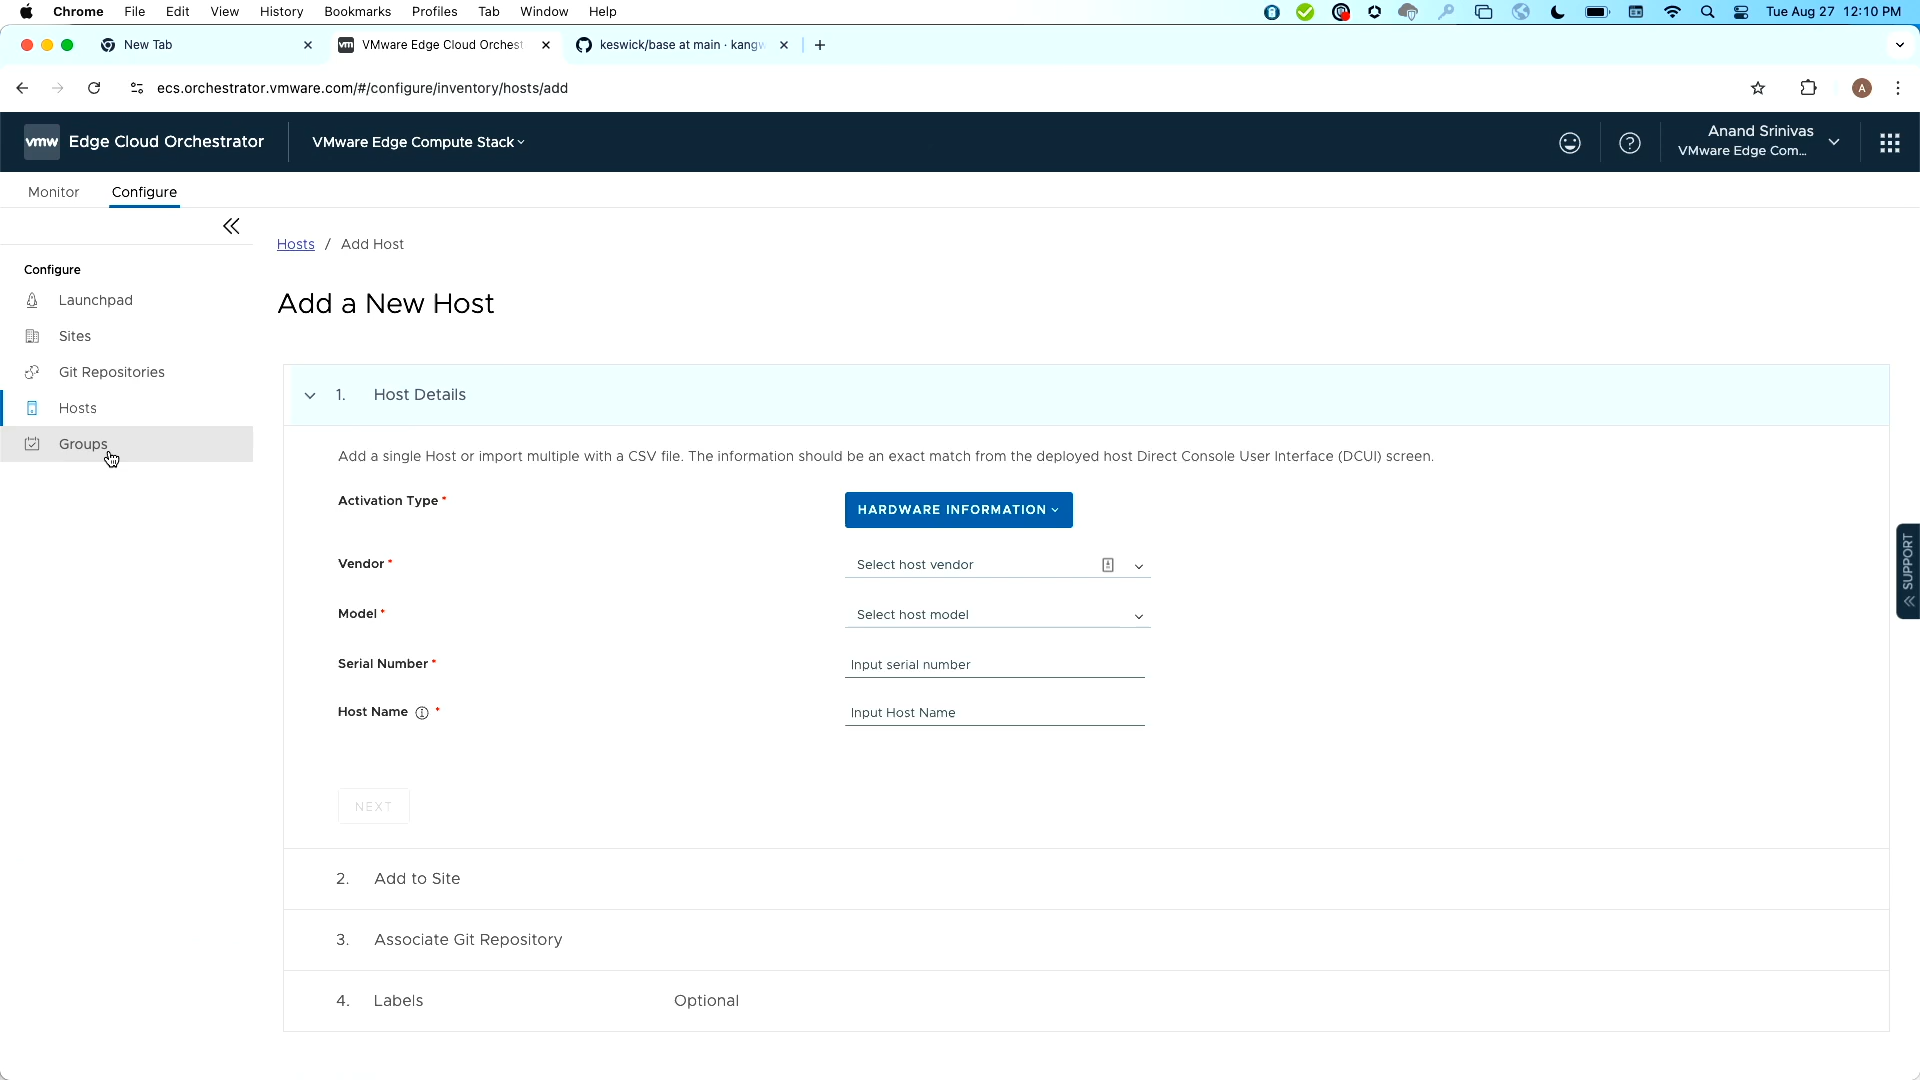 Chrome File Edit View History Bookmarks Profiles Tab Window Help Tue Aug 27 12:10 PM
New Tab VMware Edge Cloud Orchest keswick/base at main · kangw
ecs.orchestrator.vmware.com/#/configure/inventory/hosts/add A
vmw Edge Cloud Orchestrator VMware Edge Compute Stack Anand Srinivas
VMware Edge Com...
Monitor Configure
Hosts / Add Host
Configure
Launchpad
Sites
Git Repositories
Hosts
Groups
Add a New Host
1. Host Details
Add a single Host or import multiple with a CSV file. The information should be an exact match from the deployed host Direct Console User Interface (DCUI) screen.
Activation Type * HARDWARE INFORMATION
Vendor * Select host vendor
Model * Select host model
Serial Number * Input serial number
Host Name * Input Host Name
NEXT
2. Add to Site
3. Associate Git Repository
4. Labels Optional
SUPPORT